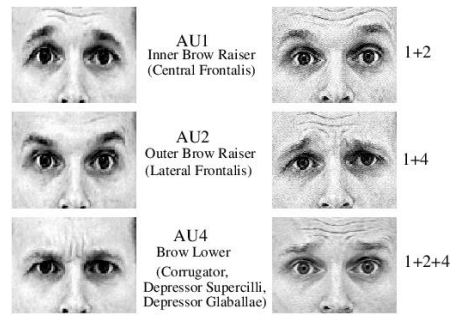 AU1
Inner Brow Raiser
(Central Frontalis)
1+2
AU2
Outer Brow Raiser
(Lateral Frontalis)
1+4
AU4
Brow Lower
(Corrugator,
Depressor Supercilli,
Depressor Glaballae)
1+2+4